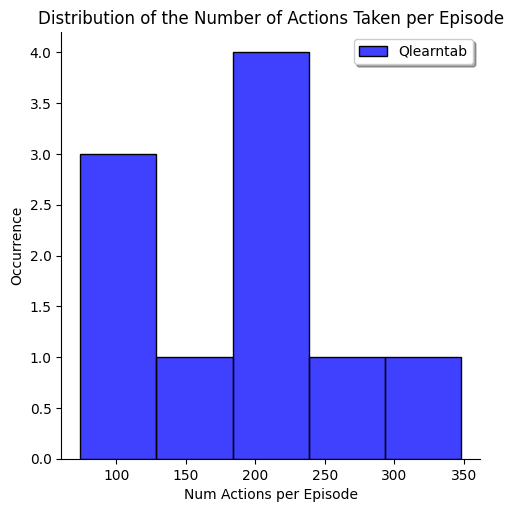 Distribution of the Number of Actions Taken per Episode
Qlearntab
4.0
3.5
3.0
2.5
2.0
1.5
1.0
0.5
0.0
Occurrence
100 150 200 250 300 350
Num Actions per Episode